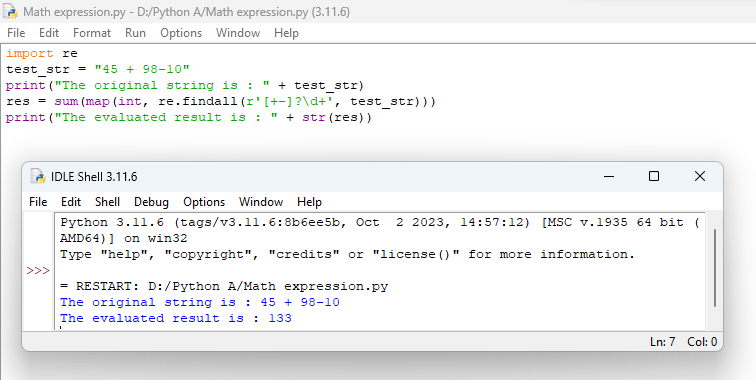 Math expression.py - D:/Python A/Math expression.py (3.11.6)
File Edit Format Run Options Window Help
import re
test_str = "45 + 98-10"
print("The original string is : " + test_str)
res = sum(map(int, re.findall(r'[+-]?\d+', test_str)))
print("The evaluated result is : " + str(res))
IDLE Shell 3.11.6
File Edit Shell Debug Options Window Help
Python 3.11.6 (tags/v3.11.6:8b6ee5b, Oct  2 2023, 14:57:12) [MSC v.1935 64 bit (
AMD64)] on win32
Type "help", "copyright", "credits" or "license()" for more information.
>>>
= RESTART: D:/Python A/Math expression.py
The original string is : 45 + 98-10
The evaluated result is : 133
Ln: 7 Col: 0